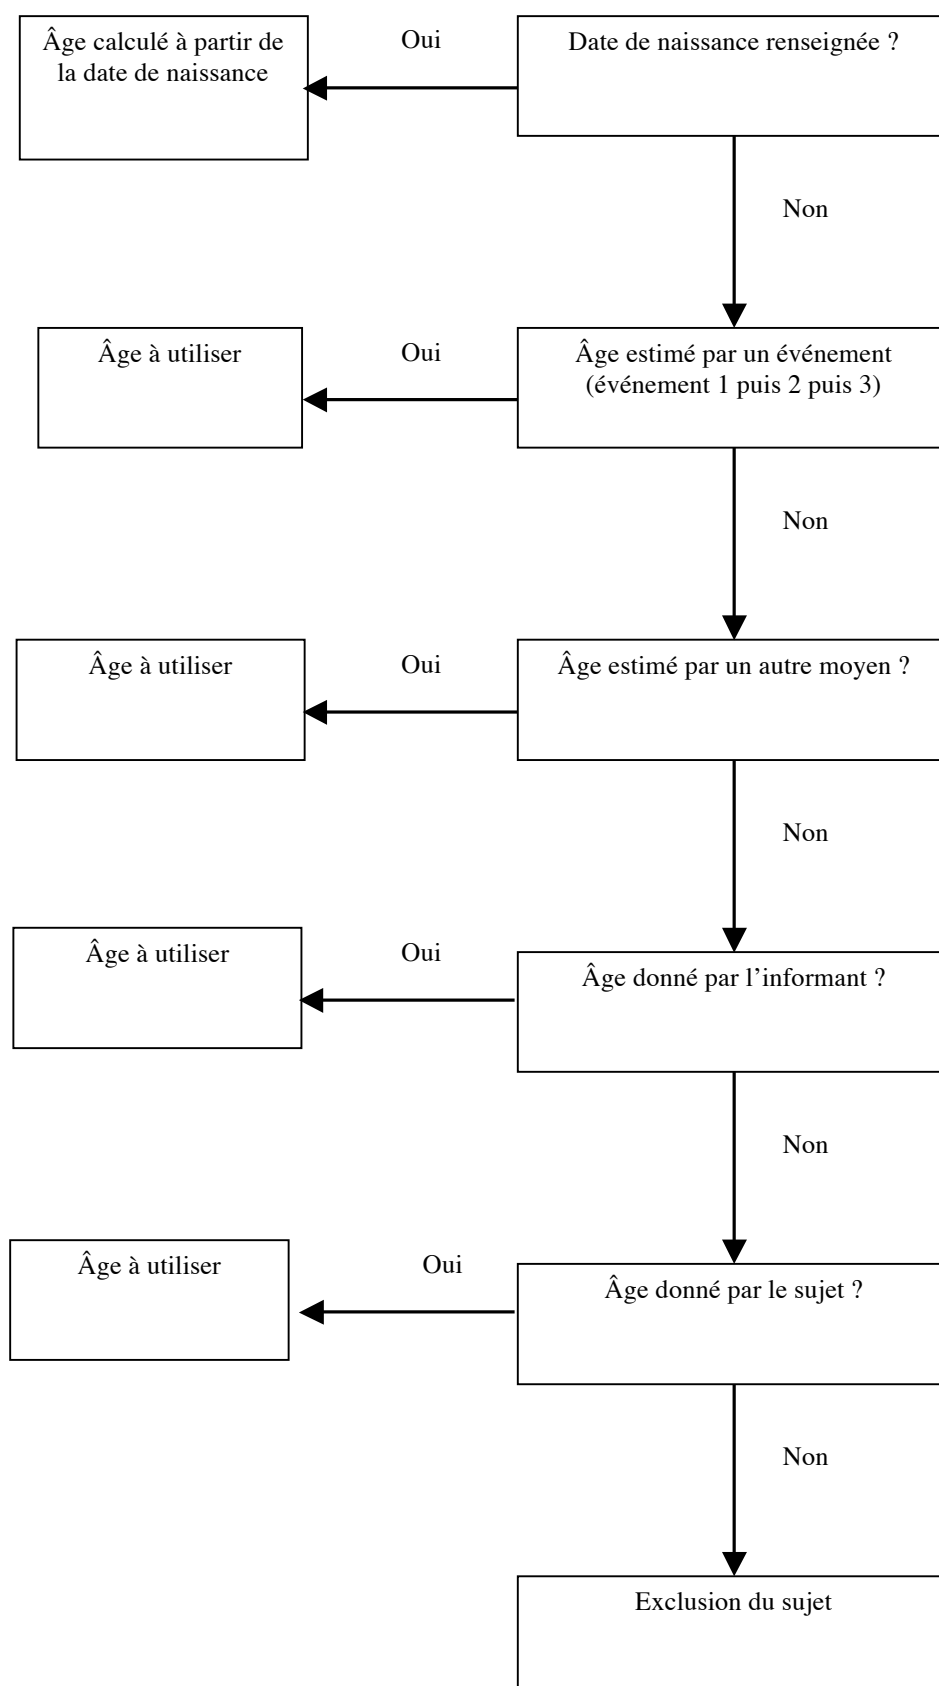 Âge calculé à partir de
la date de naissance
Oui
Date de naissance renseignée ?
Non
Âge à utiliser
Oui
Âge estimé par un événement
(événement 1 puis 2 puis 3)
Non
Âge à utiliser
Oui
Âge estimé par un autre moyen ?
Non
Âge à utiliser
Oui
Âge donné par l’informant ?
Non
Âge à utiliser
Oui
Âge donné par le sujet ?
Non
Exclusion du sujet